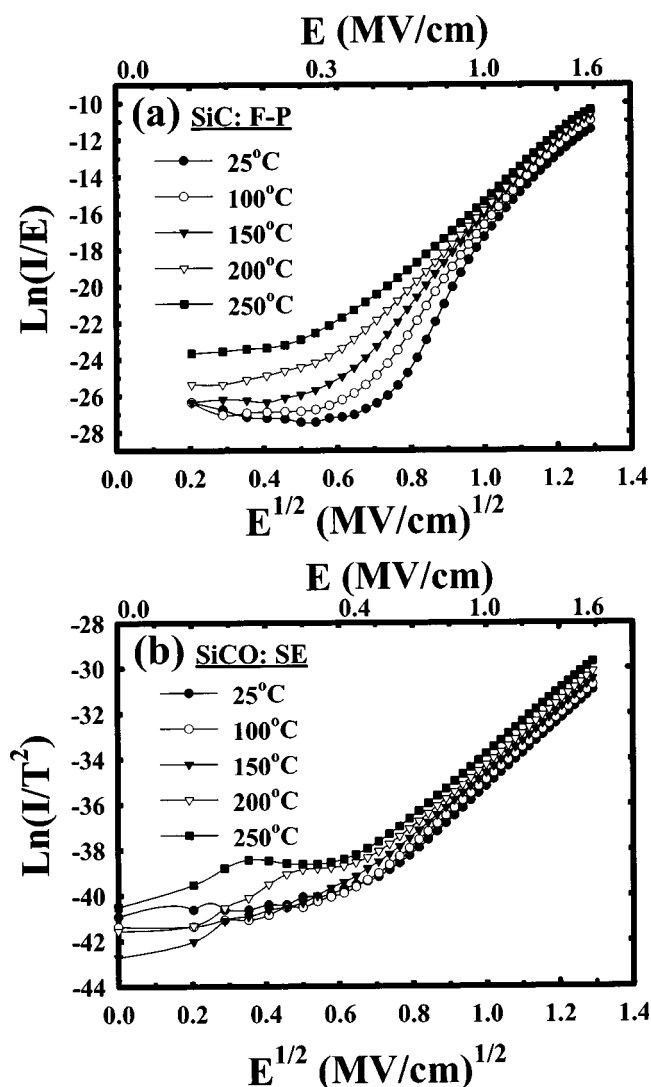 E (MV/cm)
0.0 0.3 1.0 1.6
(a) SiC: F-P
25°C
100°C
150°C
200°C
250°C
-10
-12
-14
-16
-18
-20
-22
-24
-26
-28
Ln(I/E)
0.0 0.2 0.4 0.6 0.8 1.0 1.2 1.4
E^1/2 (MV/cm)^1/2
E (MV/cm)
0.0 0.4 1.0 1.6
(b) SiCO: SE
25°C
100°C
150°C
200°C
250°C
-28
-30
-32
-34
-36
-38
-40
-42
-44
Ln(I/T^2)
0.0 0.2 0.4 0.6 0.8 1.0 1.2 1.4
E^1/2 (MV/cm)^1/2